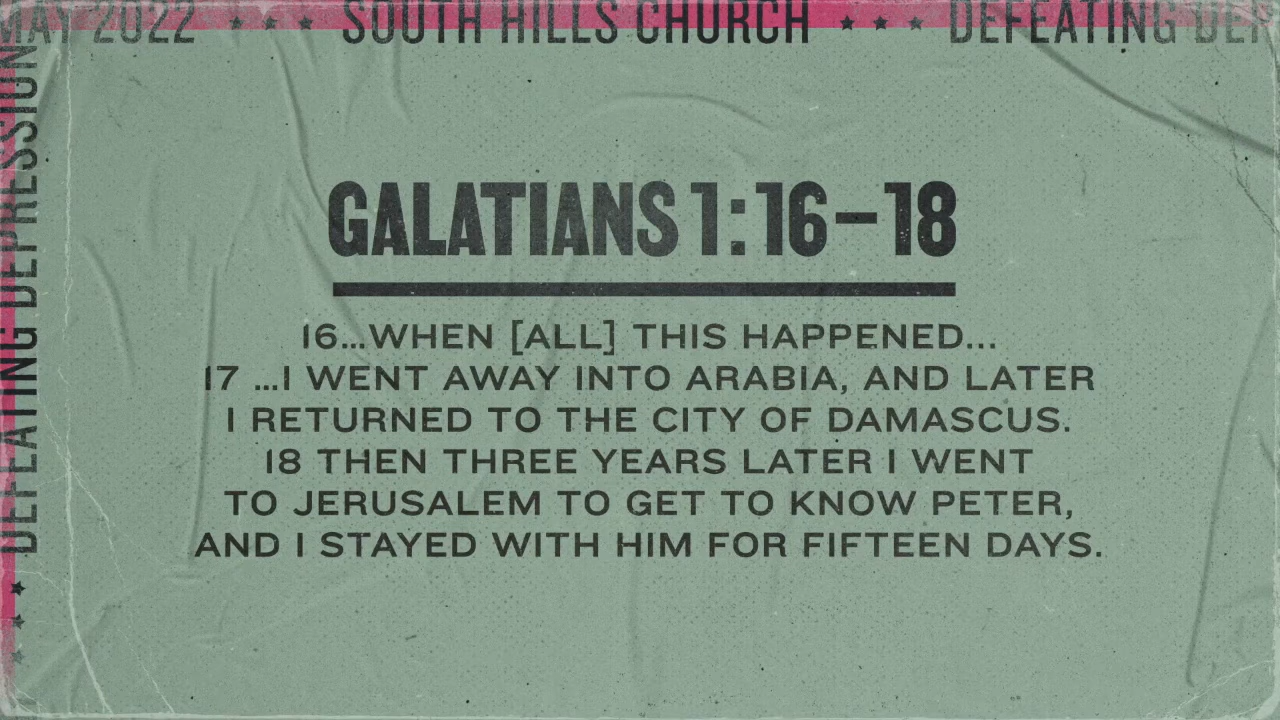 MAY 2022 ★ ★ ★ SOUTH HILLS CHURCH ★ ★ ★ DEFEATING
DEFEATING DEPRESSION
GALATIANS 1:16–18
16...WHEN [ALL] THIS HAPPENED...
17 ...I WENT AWAY INTO ARABIA, AND LATER
I RETURNED TO THE CITY OF DAMASCUS.
18 THEN THREE YEARS LATER I WENT
TO JERUSALEM TO GET TO KNOW PETER,
AND I STAYED WITH HIM FOR FIFTEEN DAYS.